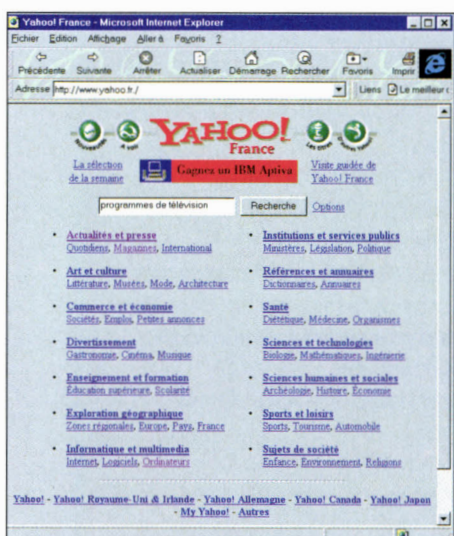 Yahoo! France - Microsoft Internet Explorer
Fichier Edition Affichage Aller à Favoris ?
Précédente Suivante Arrêter Actualiser Démarrage Rechercher Favoris Imprir
Adresse http://www.yahoo.fr/ Liens Le meilleur
YAHOO!
France
La sélection
de la semaine
Gagnez un IBM Aptiva
Visite guidée de
Yahoo! France
programmes de télévision Recherche Options
Actualités et presse
Quotidiens, Magazines, International
Art et culture
Littérature, Musées, Mode, Architecture
Commerce et économie
Sociétés, Emploi, Petites annonces
Divertissement
Gastronomie, Cinéma, Musique
Enseignement et formation
Éducation supérieure, Scolarité
Exploration géographique
Zones régionales, Europe, Pays, France
Informatique et multimedia
Internet, Logiciels, Ordinateurs
Institutions et services publics
Ministères, Législation, Politique
Références et annuaires
Dictionnaires, Annuaires
Santé
Diététique, Médecine, Organismes
Sciences et technologies
Biologie, Mathématiques, Ingénierie
Sciences humaines et sociales
Archéologie, Histoire, Économie
Sports et loisirs
Sports, Tourisme, Automobile
Sujets de société
Enfance, Environnement, Religions
Yahoo! - Yahoo! Royaume-Uni & Irlande - Yahoo! Allemagne - Yahoo! Canada - Yahoo! Japon
- My Yahoo! - Autres